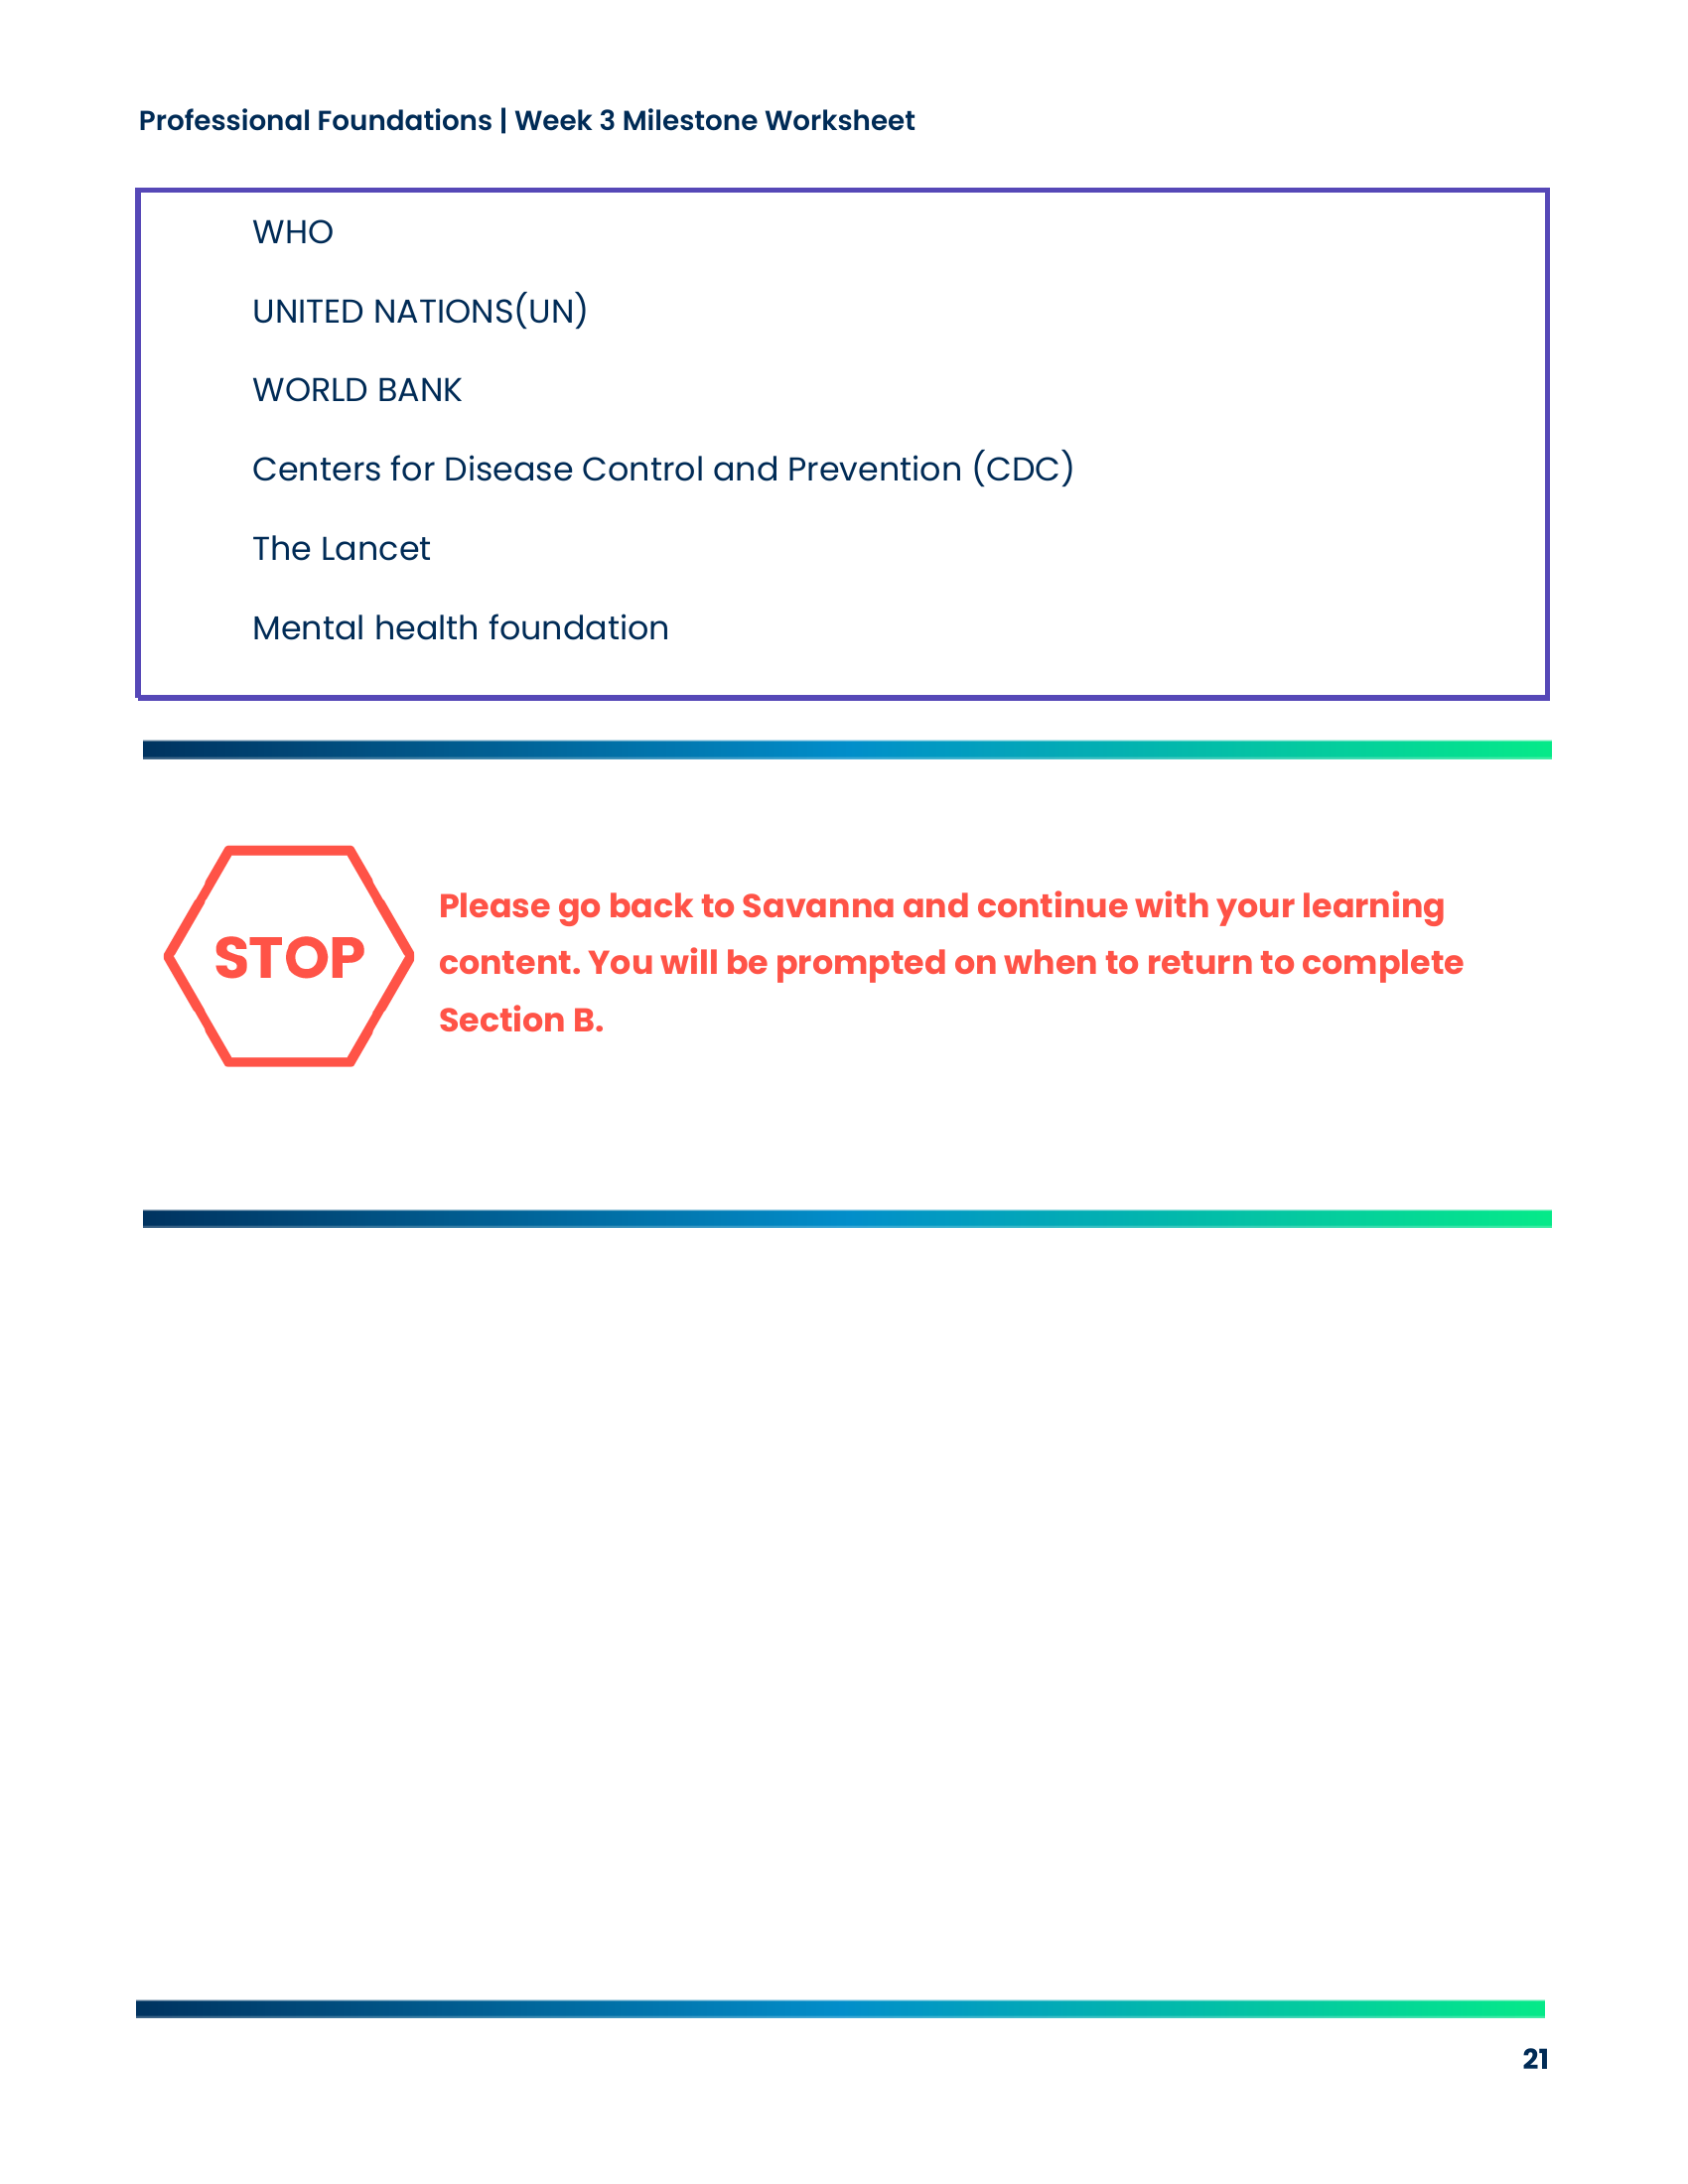 Professional Foundations | Week 3 Milestone Worksheet
WHO
UNITED NATIONS(UN)
WORLD BANK
Centers for Disease Control and Prevention (CDC)
The Lancet
Mental health foundation
STOP
Please go back to Savanna and continue with your learning
content. You will be prompted on when to return to complete
Section B.
21